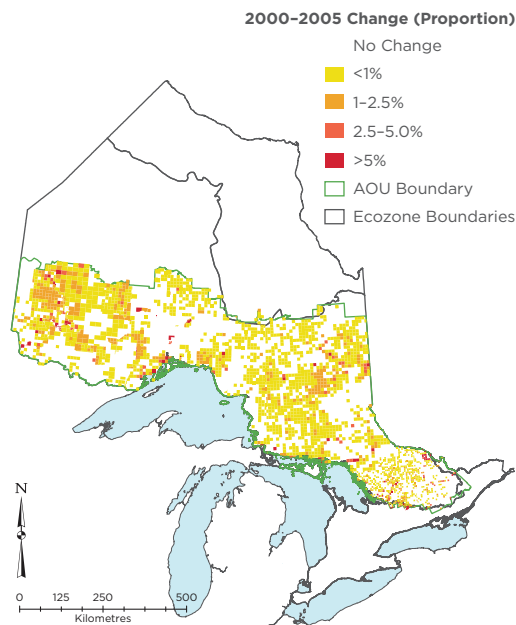 2000–2005 Change (Proportion)
No Change
<1%
1–2.5%
2.5–5.0%
>5%
AOU Boundary
Ecozone Boundaries
N
0 125 250 500
Kilometres